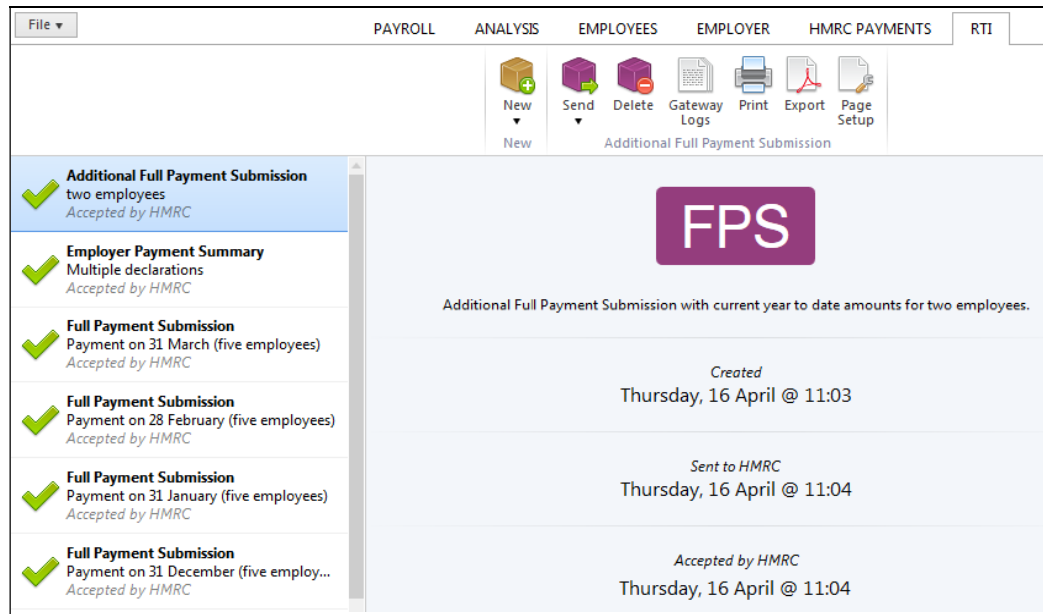 File
PAYROLL ANALYSIS EMPLOYEES EMPLOYER HMRC PAYMENTS RTI
New
New
Send Delete Gateway Logs Print Export Page Setup
Additional Full Payment Submission
Additional Full Payment Submission
two employees
Accepted by HMRC
Employer Payment Summary
Multiple declarations
Accepted by HMRC
Full Payment Submission
Payment on 31 March (five employees)
Accepted by HMRC
Full Payment Submission
Payment on 28 February (five employees)
Accepted by HMRC
Full Payment Submission
Payment on 31 January (five employees)
Accepted by HMRC
Full Payment Submission
Payment on 31 December (five employ...
Accepted by HMRC
FPS
Additional Full Payment Submission with current year to date amounts for two employees.
Created
Thursday, 16 April @ 11:03
Sent to HMRC
Thursday, 16 April @ 11:04
Accepted by HMRC
Thursday, 16 April @ 11:04